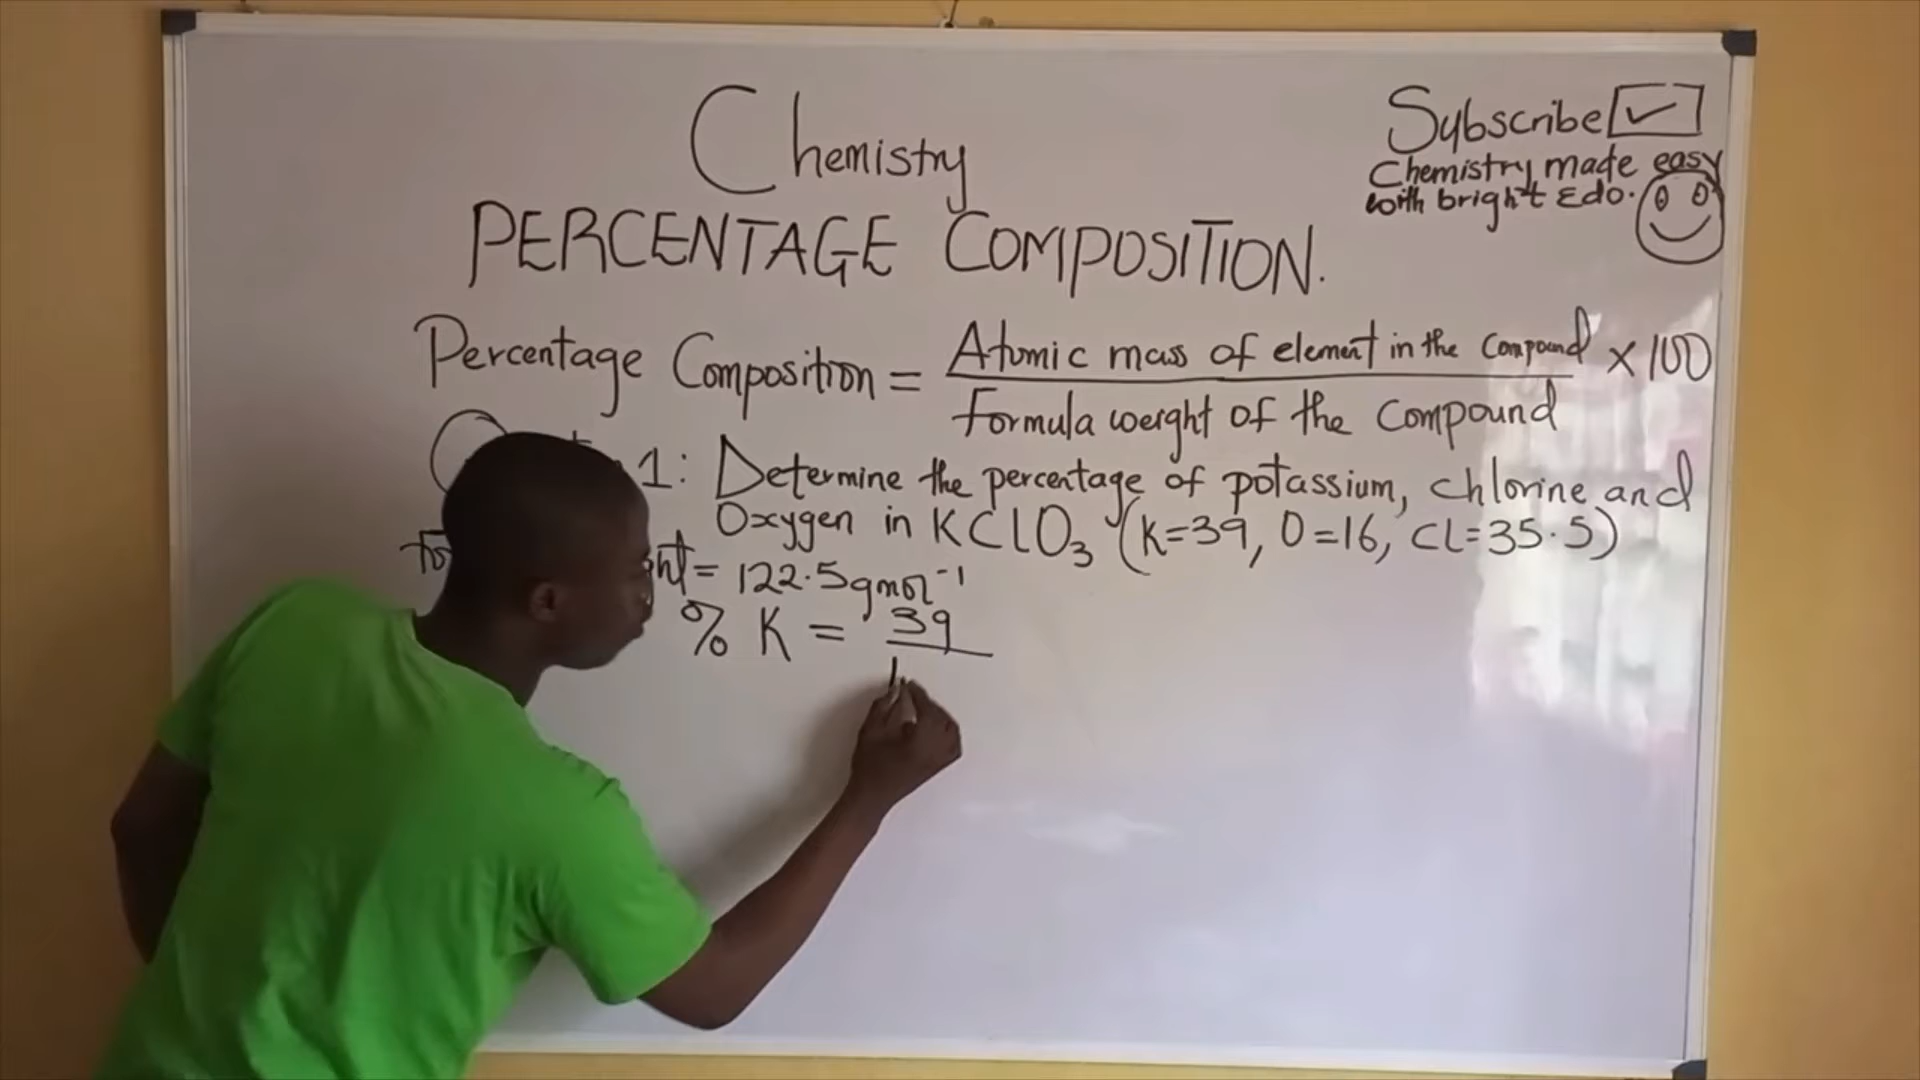 Chemistry
Subscribe
Chemistry made easy
with bright Edo.
PERCENTAGE COMPOSITION.
Percentage Composition = Atomic mass of element in the Compound × 100
Formula weight of the Compound
1: Determine the percentage of potassium, chlorine and
Oxygen in KClO₃ (K=39, O=16, Cl=35.5)
= 122.5gmol⁻¹
% K = 39
1